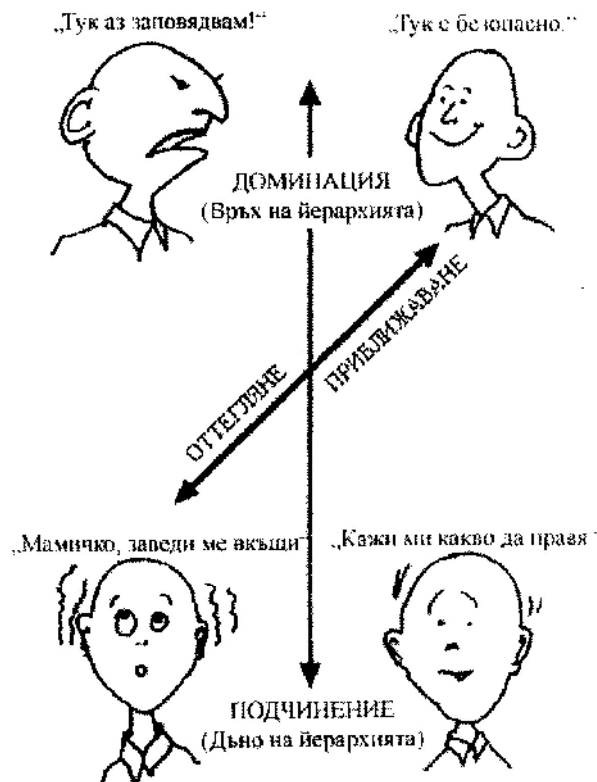 „Тук аз заповядвам!“
„Тук е безопасно.“
ДОМИНАЦИЯ
(Връх на йерархията)
ПРИБЛИЖАВАНЕ
ОТТЕГЛЯНЕ
„Мамичко, заведи ме вкъщи“
„Кажи ми какво да правя“
ПОДЧИНЕНИЕ
(Дъно на йерархията)